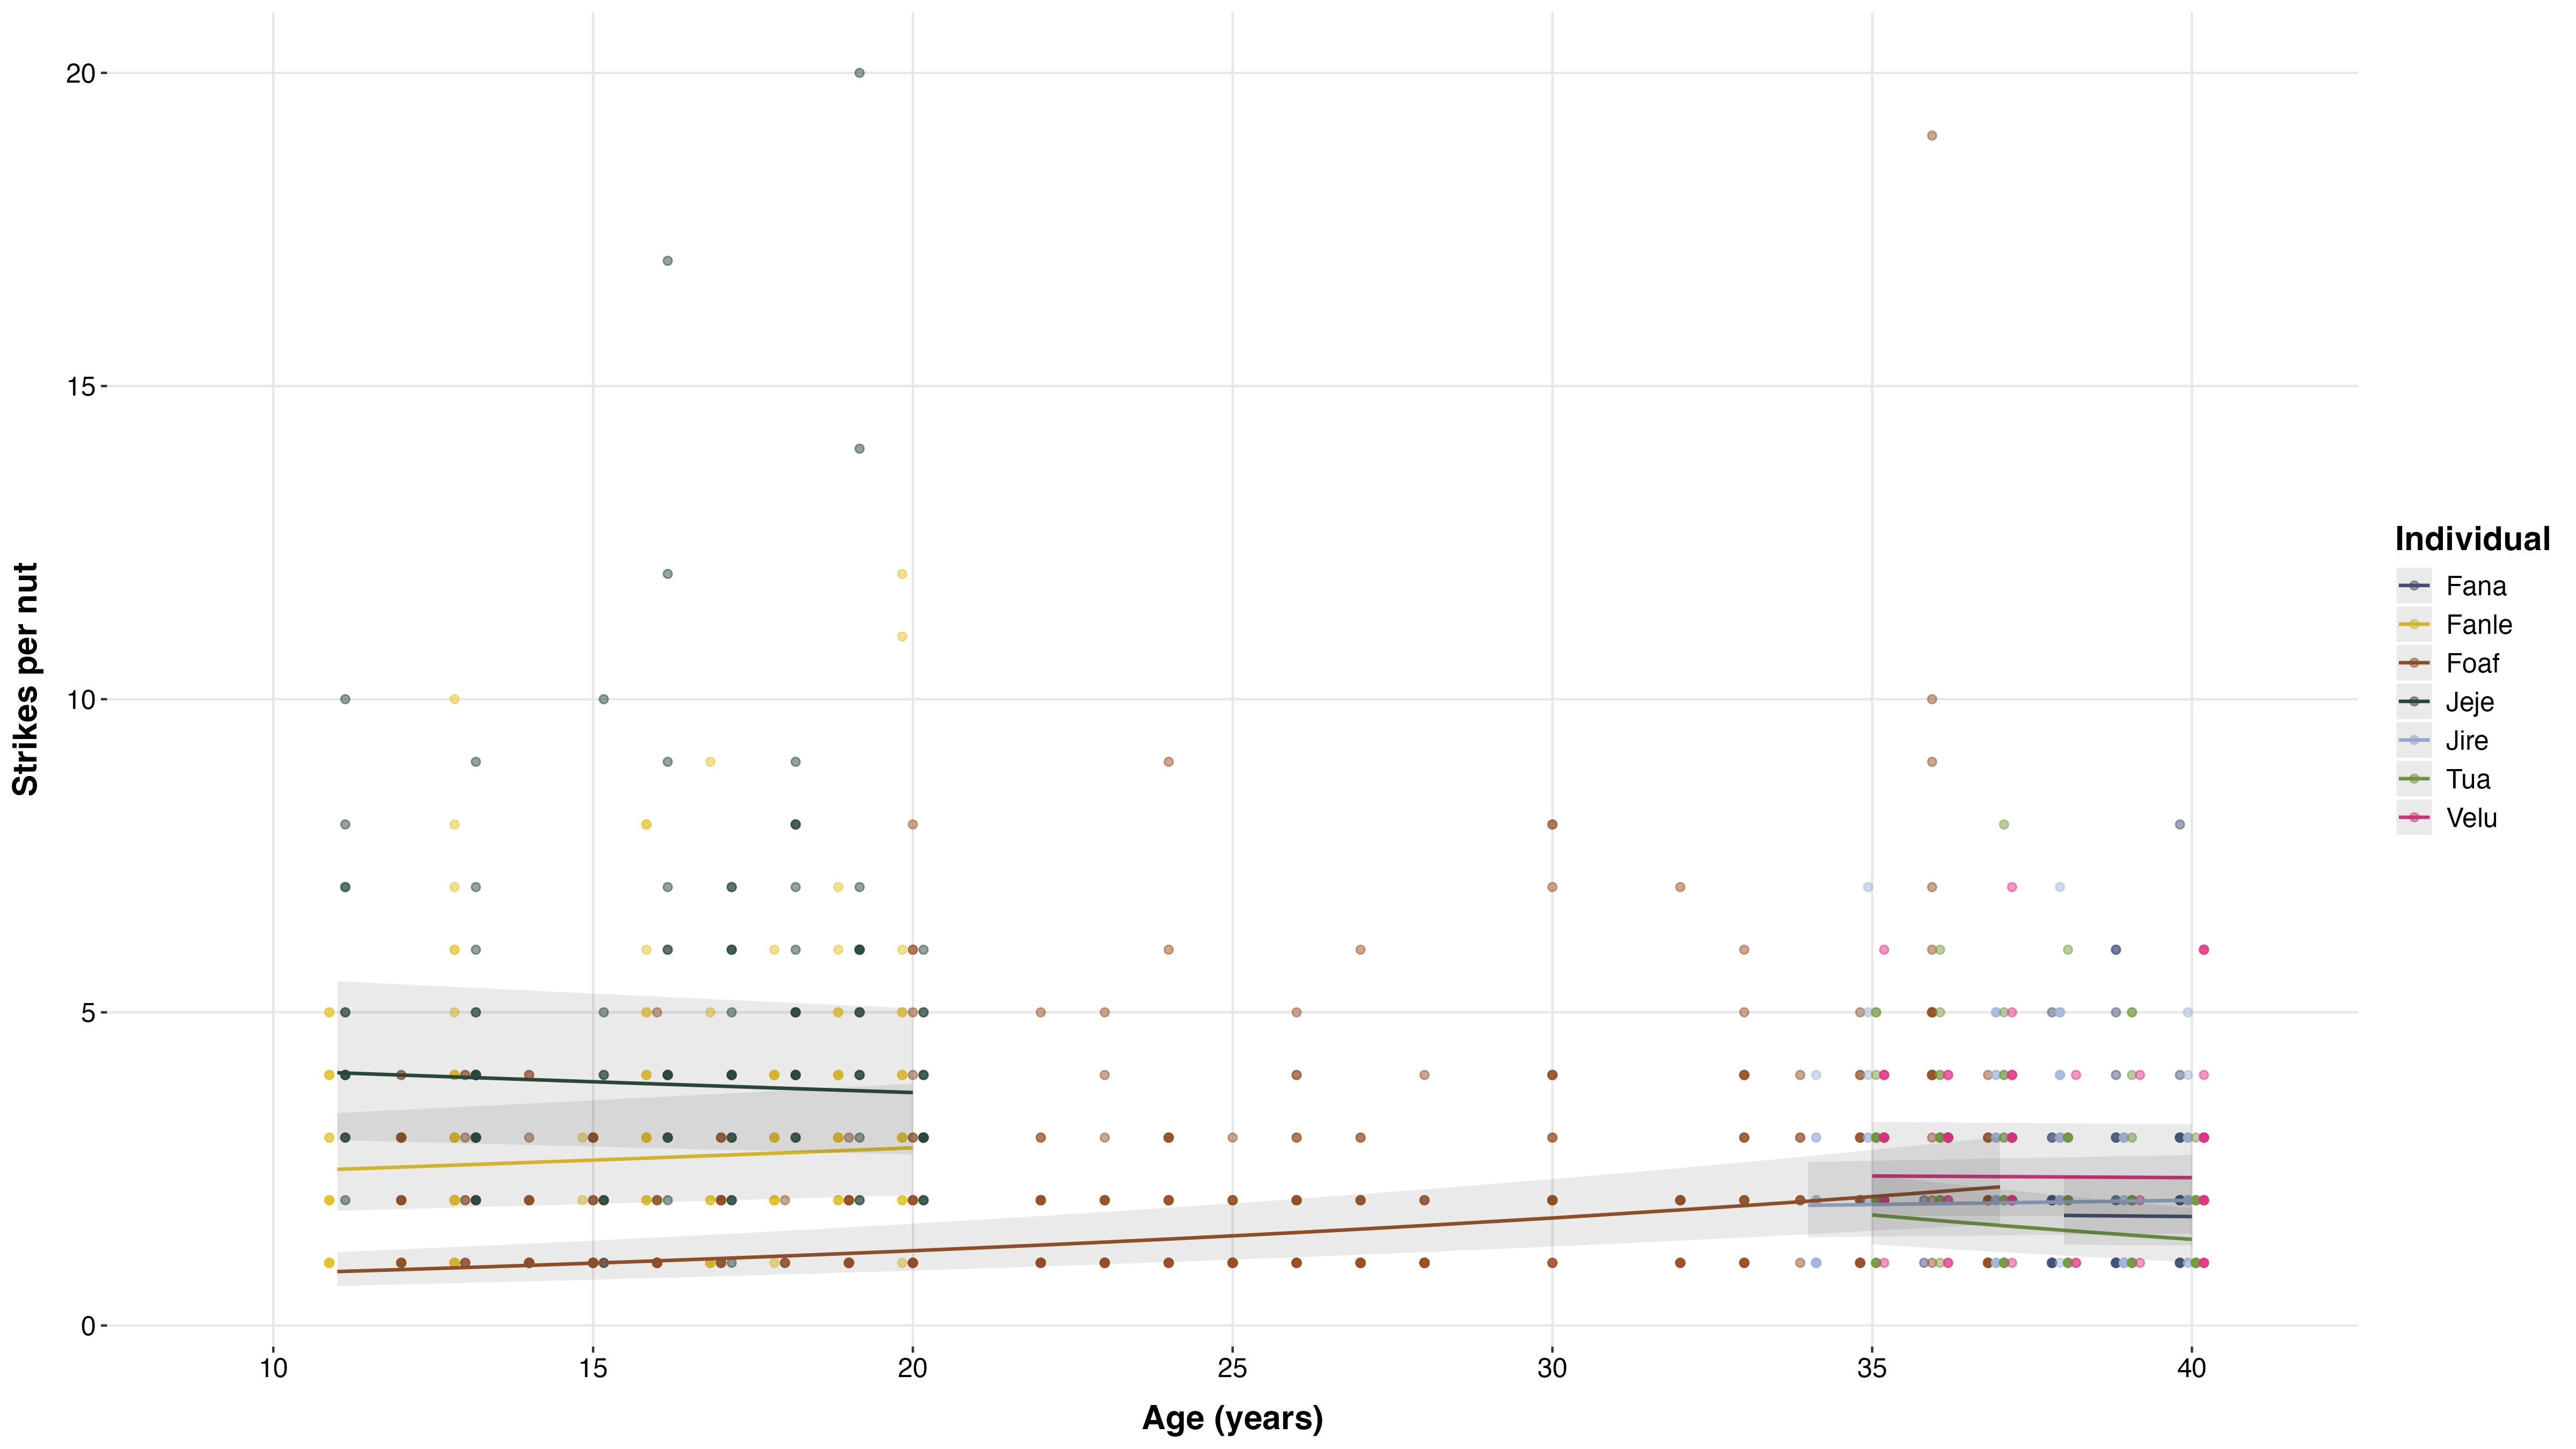 20
15
10
5
0
Strikes per nut
10 15 20 25 30 35 40
Age (years)
Individual
Fana
Fanle
Foaf
Jeje
Jire
Tua
Velu